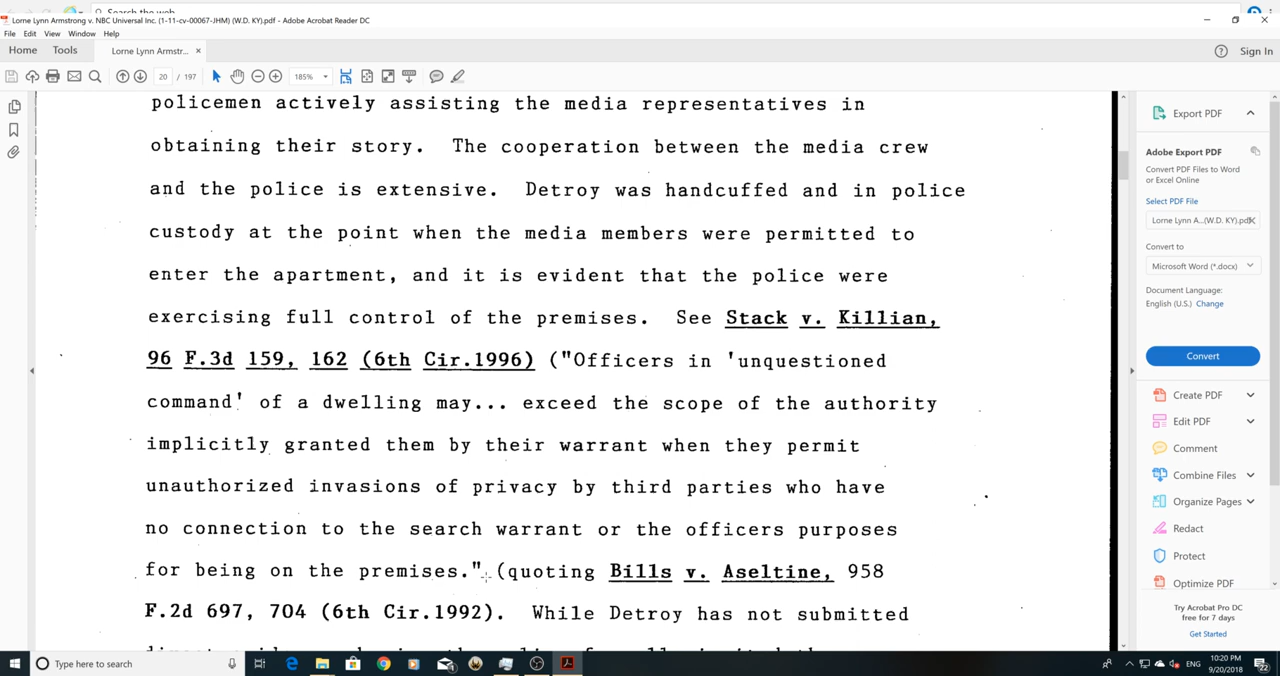 Search the web
Lorne Lynn Armstrong v. NBC Universal Inc. (1-11-cv-00067-JHM) (W.D. KY).pdf - Adobe Acrobat Reader DC
File Edit View Window Help
Home Tools Lorne Lynn Armstr... × Sign In
20 / 197 185%
policemen actively assisting the media representatives in
obtaining their story. The cooperation between the media crew
and the police is extensive. Detroy was handcuffed and in police
custody at the point when the media members were permitted to
enter the apartment, and it is evident that the police were
exercising full control of the premises. See Stack v. Killian,
96 F.3d 159, 162 (6th Cir.1996) ("Officers in 'unquestioned
command' of a dwelling may... exceed the scope of the authority
implicitly granted them by their warrant when they permit
unauthorized invasions of privacy by third parties who have
no connection to the search warrant or the officers purposes
for being on the premises." (quoting Bills v. Aseltine, 958
F.2d 697, 704 (6th Cir.1992). While Detroy has not submitted
Export PDF
Adobe Export PDF
Convert PDF Files to Word
or Excel Online
Select PDF File
Lorne Lynn A...(W.D. KY).pdf
Convert to
Microsoft Word (*.docx)
Document Language:
English (U.S.) Change
Convert
Create PDF
Edit PDF
Comment
Combine Files
Organize Pages
Redact
Protect
Optimize PDF
Try Acrobat Pro DC
free for 7 days
Get Started
Type here to search
ENG
10:20 PM
9/20/2018
22